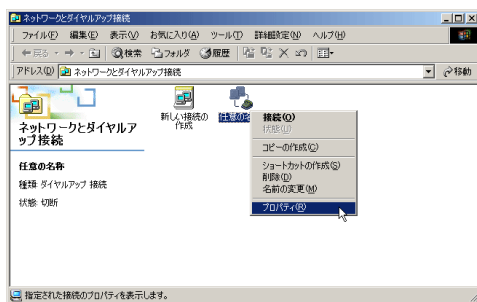 ネットワークとダイヤルアップ接続
ファイル(F) 編集(E) 表示(V) お気に入り(A) ツール(T) 詳細設定(N) ヘルプ(H)
戻る 検索 フォルダ 履歴
アドレス(D) ネットワークとダイヤルアップ接続 移動
ネットワークとダイヤルア
ップ接続
任意の名称
種類: ダイヤルアップ 接続
状態: 切断
新しい接続の
作成
任意の名
接続(O)
状態(U)
コピーの作成(C)
ショートカットの作成(S)
削除(D)
名前の変更(M)
プロパティ(R)
指定された接続のプロパティを表示します。